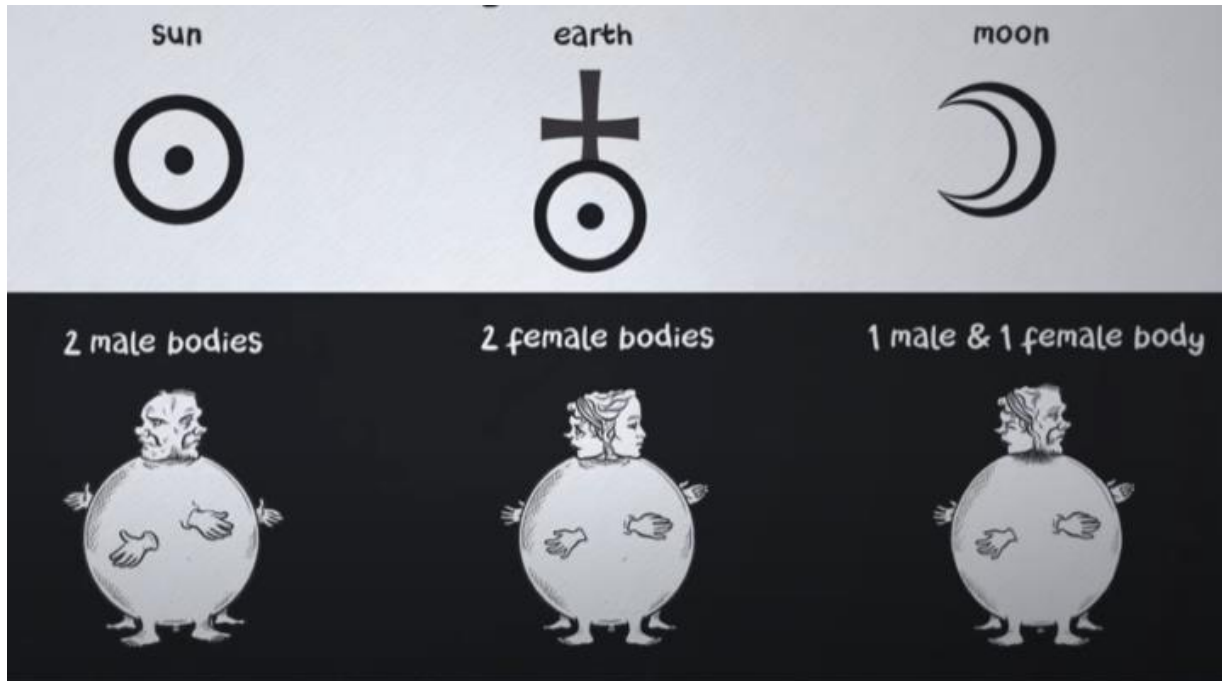 sun
earth
moon
2 male bodies
2 female bodies
1 male & 1 female body